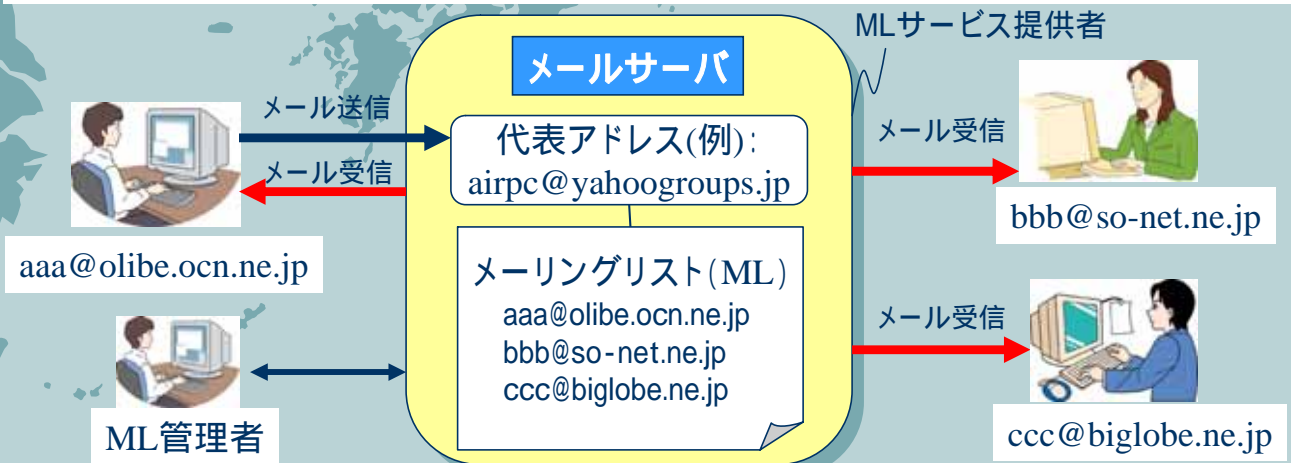 MLサービス提供者
メールサーバ
メール送信
代表アドレス(例):
airpc@yahoogroups.jp
メール受信
aaa@olibe.ocn.ne.jp
メール受信
bbb@so-net.ne.jp
メーリングリスト(ML)
aaa@olibe.ocn.ne.jp
bbb@so-net.ne.jp
ccc@biglobe.ne.jp
メール受信
ccc@biglobe.ne.jp
ML管理者